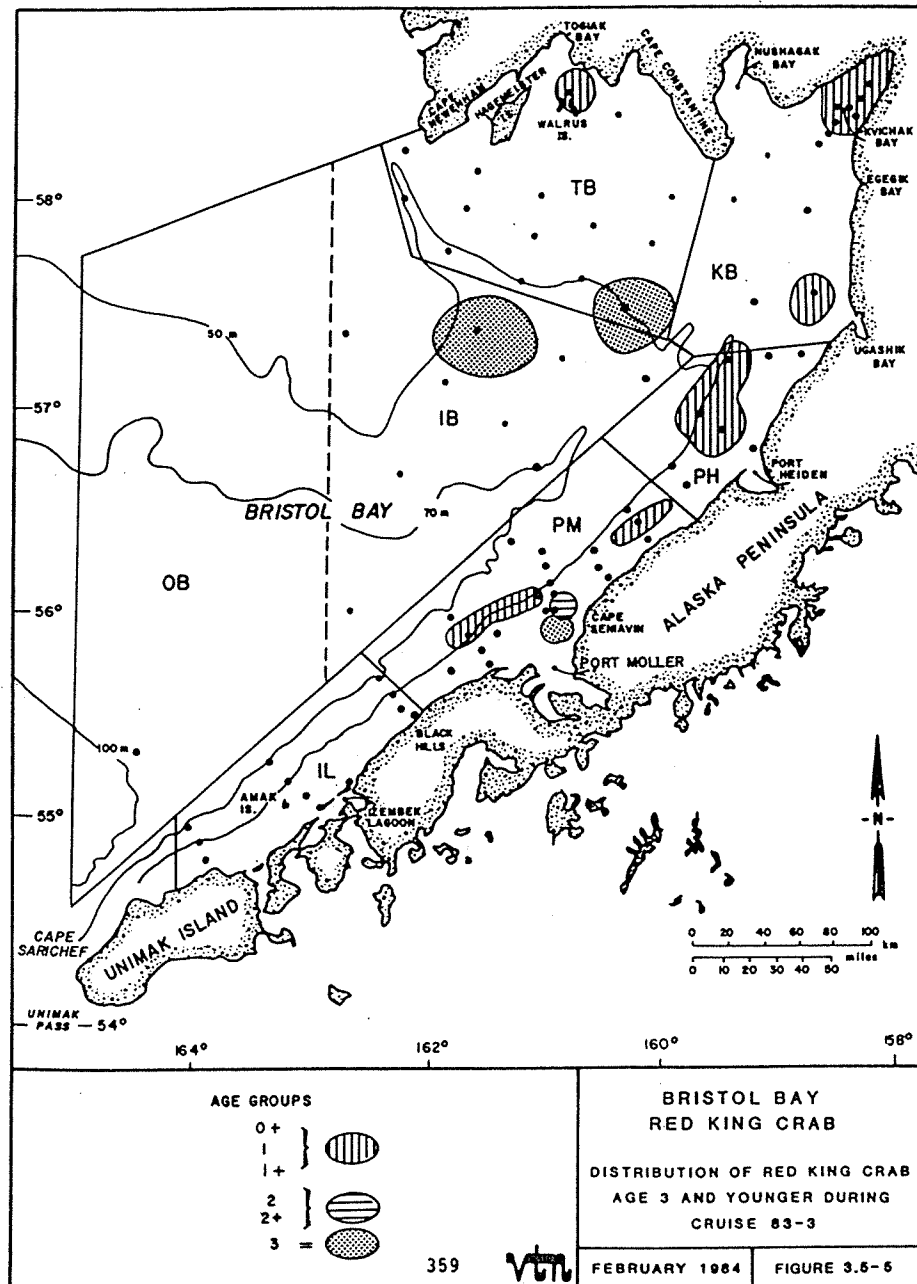 TOGIAK
BAY
CAPE CONSTANTINE
NUSHAGAK
BAY
CAPE
NEWENHAM
HAGEMEISTER
IS.
WALRUS
IS.
KVICHAK
BAY
EGEGIK
BAY
58°
TB
KB
50 m
UGASHIK
BAY
57°
IB
PH
PORT
HEIDEN
BRISTOL BAY
70 m
PM
ALASKA PENINSULA
OB
56°
CAPE
SENIAVIN
PORT MOLLER
BLACK
HILLS
100 m
IL
AMAK
IS.
IZEMBEK
LAGOON
55°
-N-
CAPE
SARICHEF
UNIMAK ISLAND
0 20 40 60 80 100
km
miles
0 10 20 30 40 50
UNIMAK
PASS
54°
164°
162°
160°
158°
AGE GROUPS
0+
1
1+
2
2+
3 =
359
BRISTOL BAY
RED KING CRAB
DISTRIBUTION OF RED KING CRAB
AGE 3 AND YOUNGER DURING
CRUISE 83-3
FEBRUARY 1984
FIGURE 3.5-5